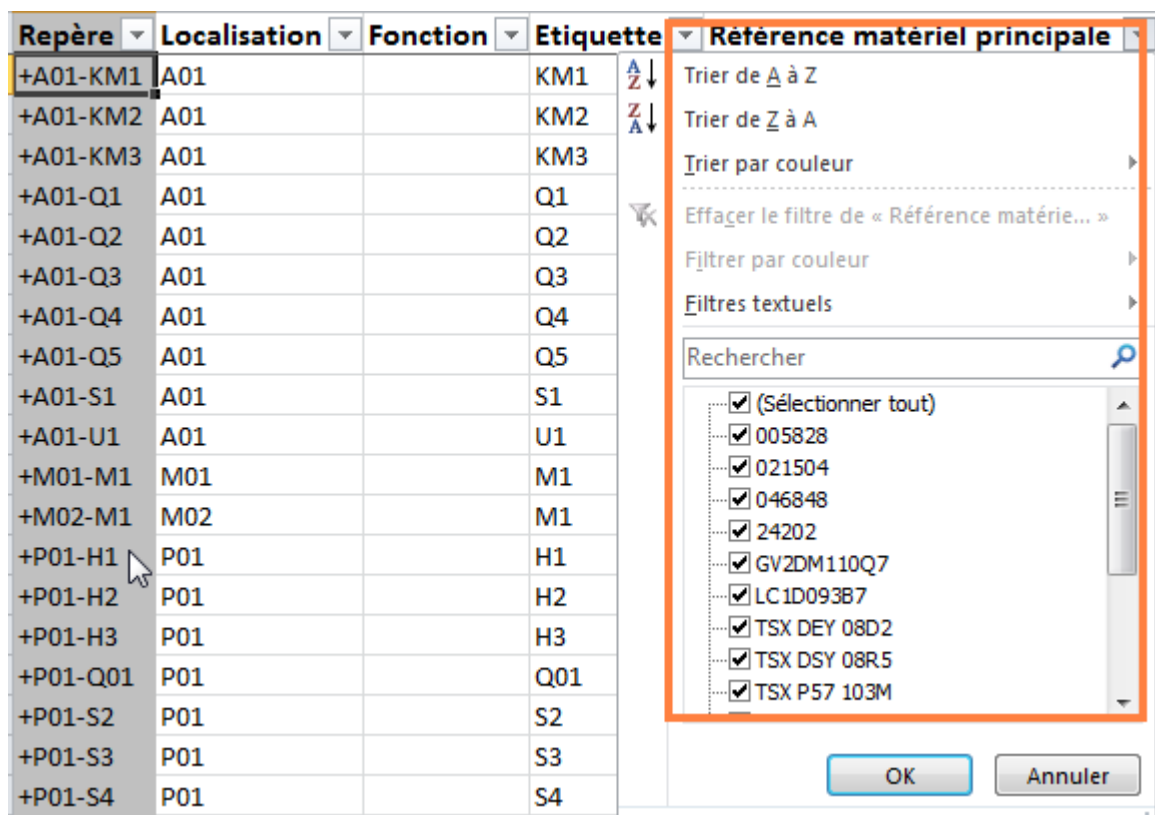 Repère Localisation Fonction Etiquette Référence matériel principale
+A01-KM1 A01 KM1 Trier de A à Z
+A01-KM2 A01 KM2 Trier de Z à A
+A01-KM3 A01 KM3 Trier par couleur
+A01-Q1 A01 Q1
Effacer le filtre de « Référence matérie... »
+A01-Q2 A01 Q2
+A01-Q3 A01 Q3 Filtrer par couleur
+A01-Q4 A01 Q4 Filtres textuels
+A01-Q5 A01 Q5 Rechercher
+A01-S1 A01 S1 (Sélectionner tout)
+A01-U1 A01 U1 005828
021504
+M01-M1 M01 M1
046848
+M02-M1 M02 M1 24202
+P01-H1 P01 H1 GV2DM110Q7
+P01-H2 P01 H2 LC1D093B7
+P01-H3 P01 H3 TSX DEY 08D2
TSX DSY 08R5
+P01-Q01 P01 Q01 TSX P57 103M
+P01-S2 P01 S2
+P01-S3 P01 S3
OK Annuler
+P01-S4 P01 S4